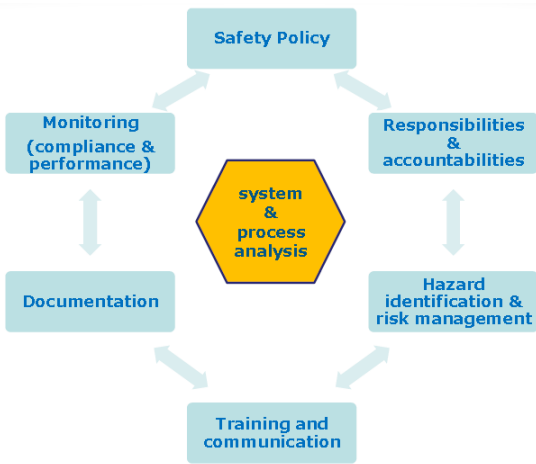 Safety Policy
Monitoring
(compliance &
performance)
Responsibilities
&
accountabilities
system
&
process
analysis
Documentation
Hazard
identification &
risk management
Training and
communication